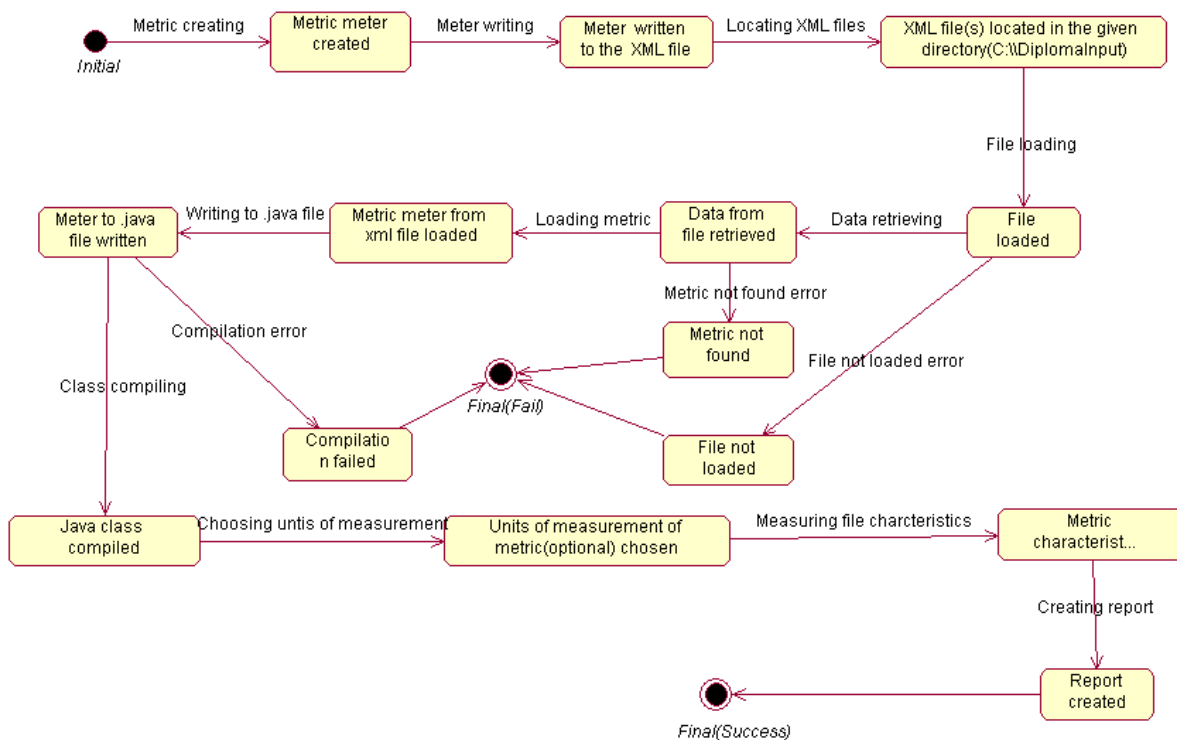 Metric creating
Initial
Metric meter
created
Meter writing
Meter written
to the XML file
Locating XML files
XML file(s) located in the given
directory(C:\\DiplomaInput)
File loading
Meter to .java
file written
Writing to .java file
Metric meter from
xml file loaded
Loading metric
Data from
file retrieved
Data retrieving
File
loaded
Metric not found error
Compilation error
Metric not
found
File not loaded error
Class compiling
Final(Fail)
Compilatio
n failed
File not
loaded
Java class
compiled
Choosing untis of measurement
Units of measurement of
metric(optional) chosen
Measuring file charcteristics
Metric
characterist...
Creating report
Report
created
Final(Success)